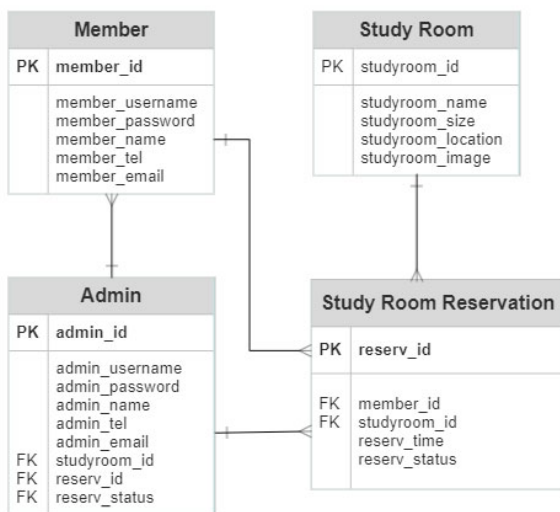 Member
PK member_id
member_username
member_password
member_name
member_tel
member_email
Study Room
PK studyroom_id
studyroom_name
studyroom_size
studyroom_location
studyroom_image
Admin
PK admin_id
admin_username
admin_password
admin_name
admin_tel
admin_email
FK studyroom_id
FK reserv_id
FK reserv_status
Study Room Reservation
PK reserv_id
FK member_id
FK studyroom_id
reserv_time
reserv_status